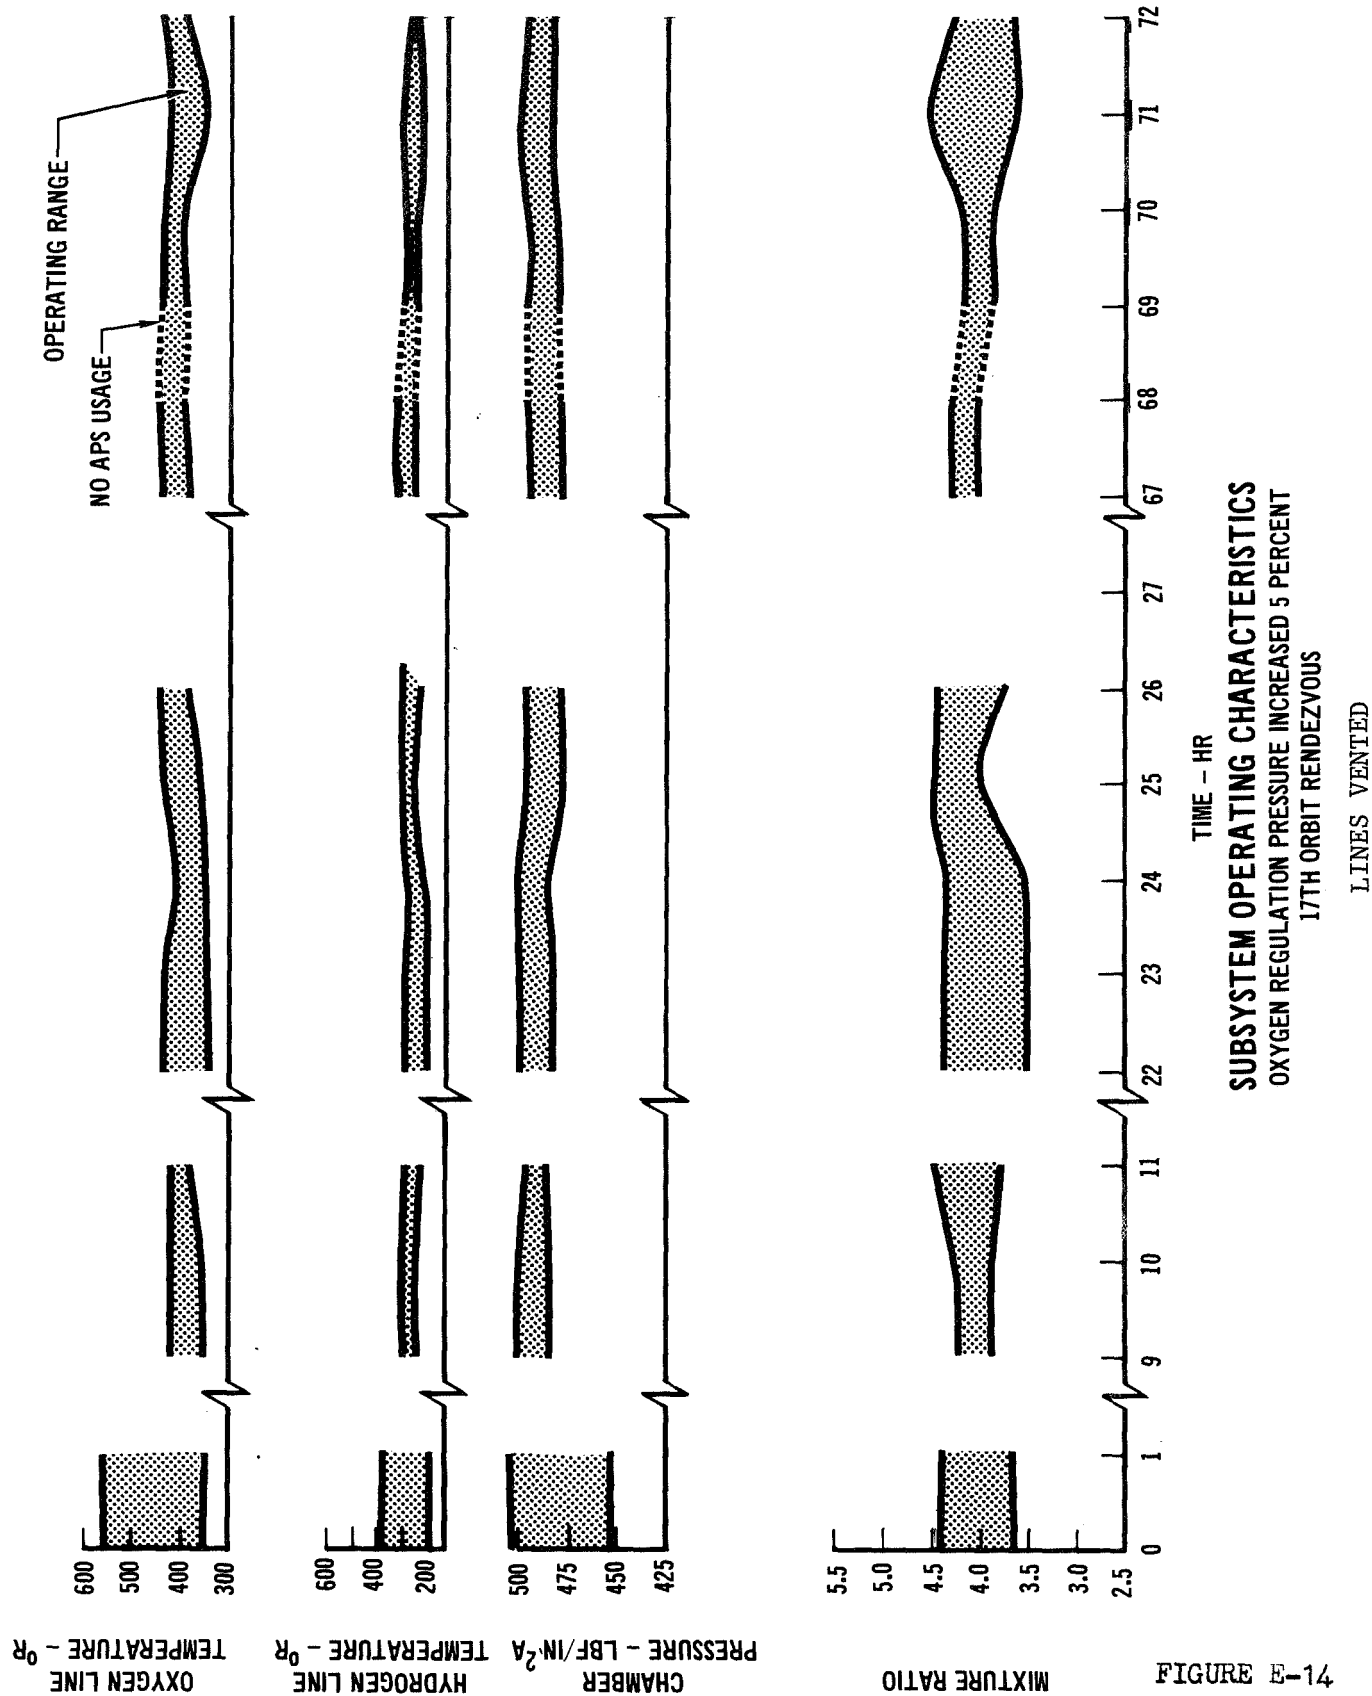 OXYGEN LINE
TEMPERATURE – ⁰R
600
500
400
300
NO APS USAGE
OPERATING RANGE
HYDROGEN LINE
TEMPERATURE – ⁰R
600
400
200
CHAMBER
PRESSURE – LBF/IN.²A
500
475
450
425
MIXTURE RATIO
5.5
5.0
4.5
4.0
3.5
3.0
2.5
0 1 9 10 11 22 23 24 25 26 27 67 68 69 70 71 72
TIME – HR
SUBSYSTEM OPERATING CHARACTERISTICS
OXYGEN REGULATION PRESSURE INCREASED 5 PERCENT
17TH ORBIT RENDEZVOUS
LINES VENTED
FIGURE E-14